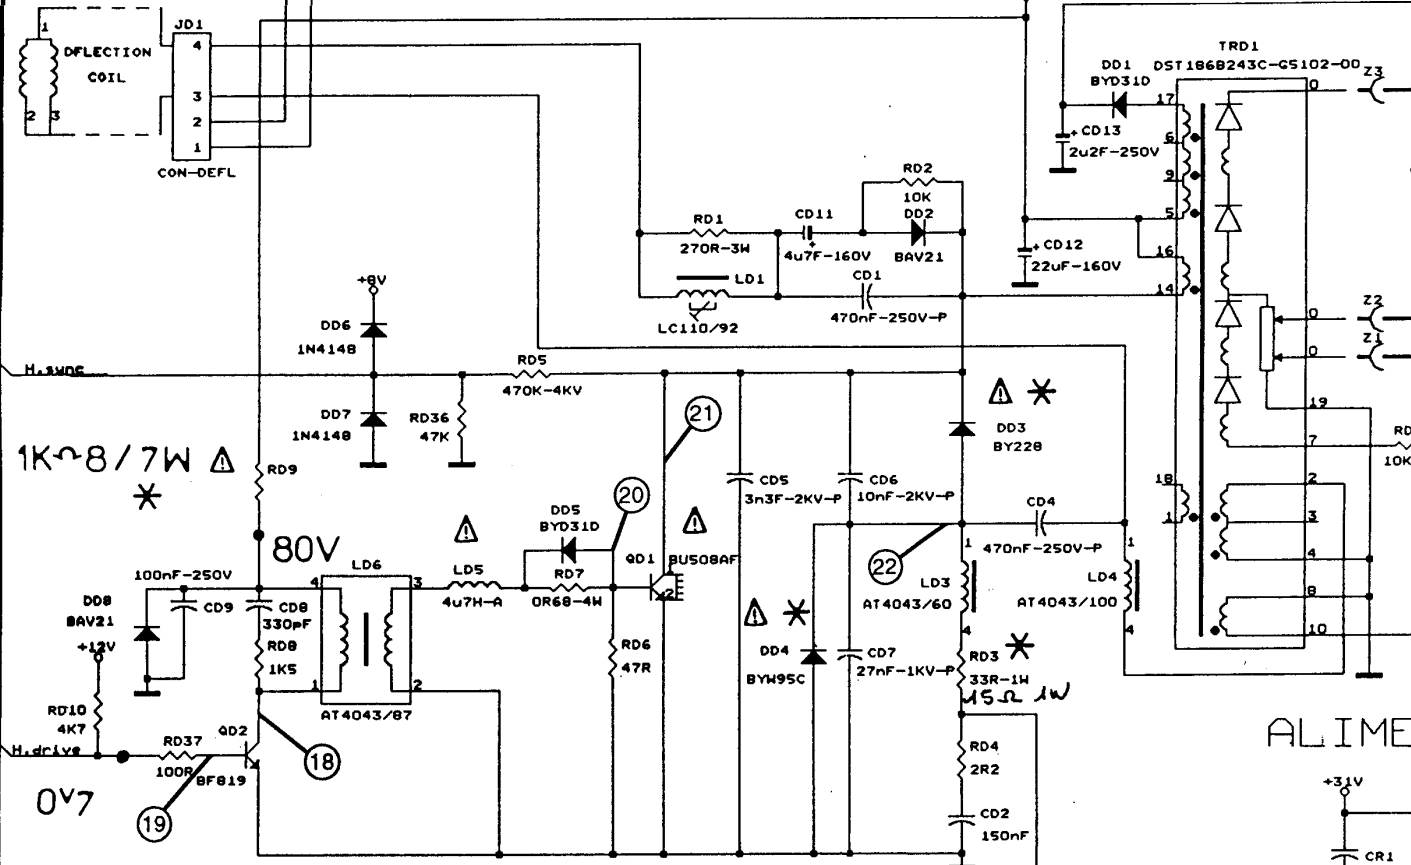 JD1
1
4
DFLECTION
COIL
3
2
2 3
1
CON-DEFL
TRD1
DST186B243C-G5102-00
DD1
BYD31D
17
0
Z3
+ CD13
2u2F-250V
6
9
5
RD2
10K
RD1
270R-3W
CD11
+
4u7F-160V
DD2
BAV21
+ CD12
22uF-160V
16
14
LD1
LC110/92
CD1
470nF-250V-P
0
Z2
0
Z1
+8V
DD6
1N4148
H.sync
RD5
470K-4KV
DD7
1N4148
RD36
47K
21
DD3
BY228
19
7
RD
10K
1K 8/7W
RD9
20
CD5
3n3F-2KV-P
CD6
10nF-2KV-P
18
1
2
3
4
CD4
470nF-250V-P
80V
DD5
BYD31D
QD1
BU508AF
22
100nF-250V
CD9
CD8
330pF
4
LD6
3
LD5
4u7H-A
RD7
0R68-4W
2
1
LD3
AT4043/60
4
1
LD4
AT4043/100
4
8
10
DD8
BAV21
+12V
RD8
1K5
1
2
AT4043/87
RD6
47R
DD4
BYW95C
CD7
27nF-1KV-P
RD3
33R-1W
15Ω 1W
RD10
4K7
QD2
H.drive
RD37
100R
BF819
18
RD4
2R2
ALIME
0V7
19
CD2
150nF
+31V
CR1